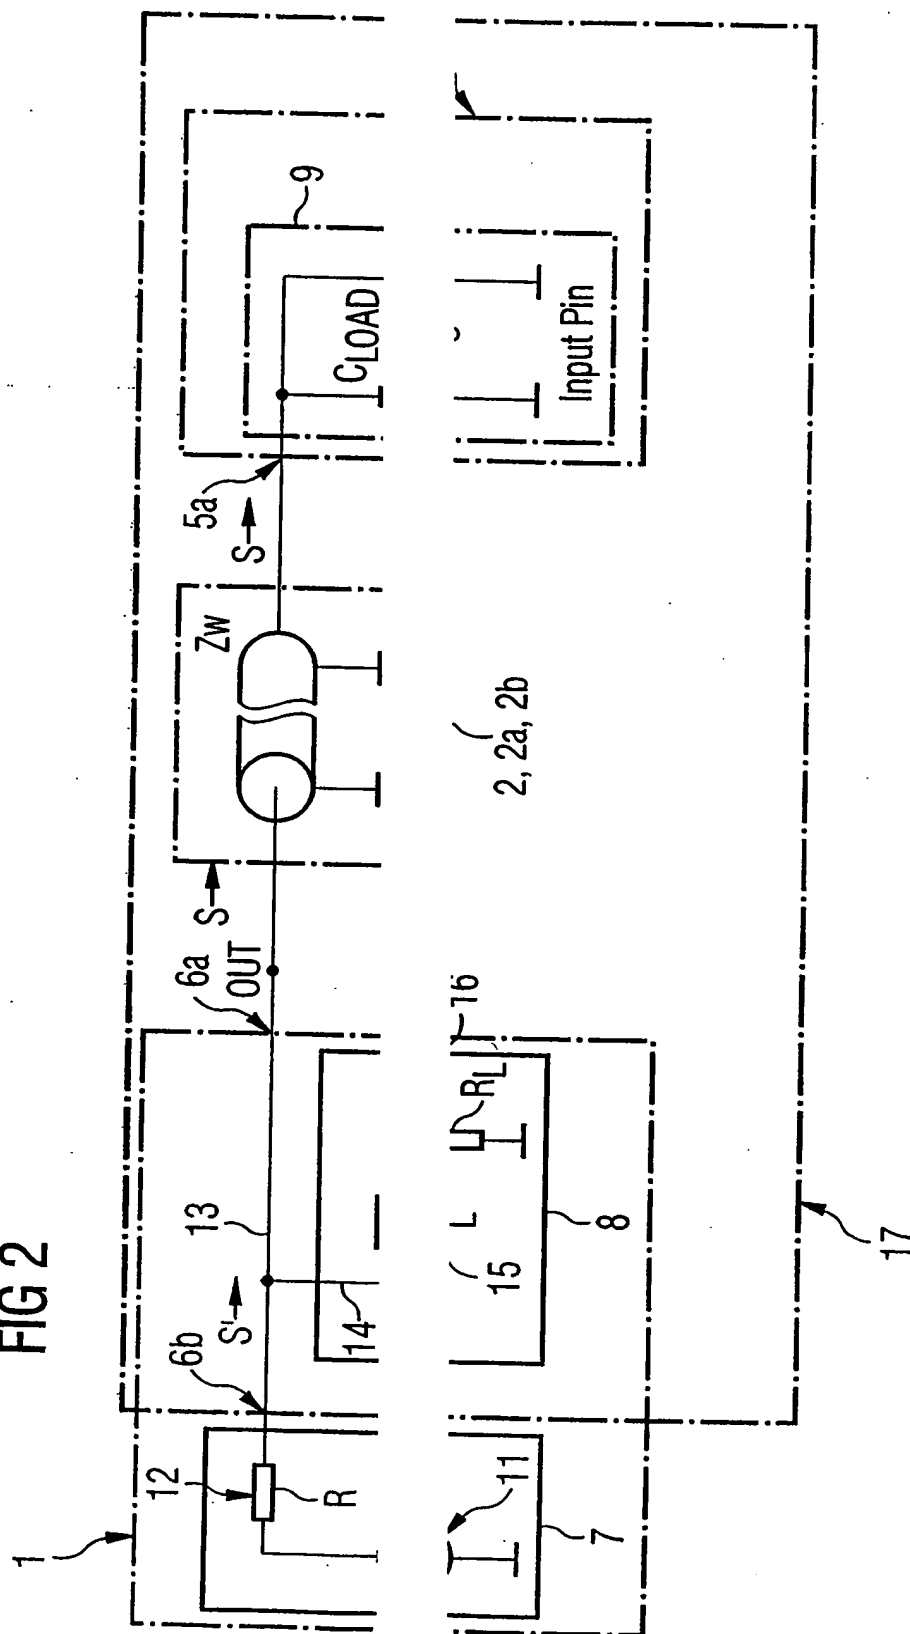 FIG 2
1
12
R
11
7
6b
S'
13
14
15
L
8
RL
16
6a
OUT
S
ZW
2, 2a, 2b
S
5a
CLOAD
Input Pin
9
17